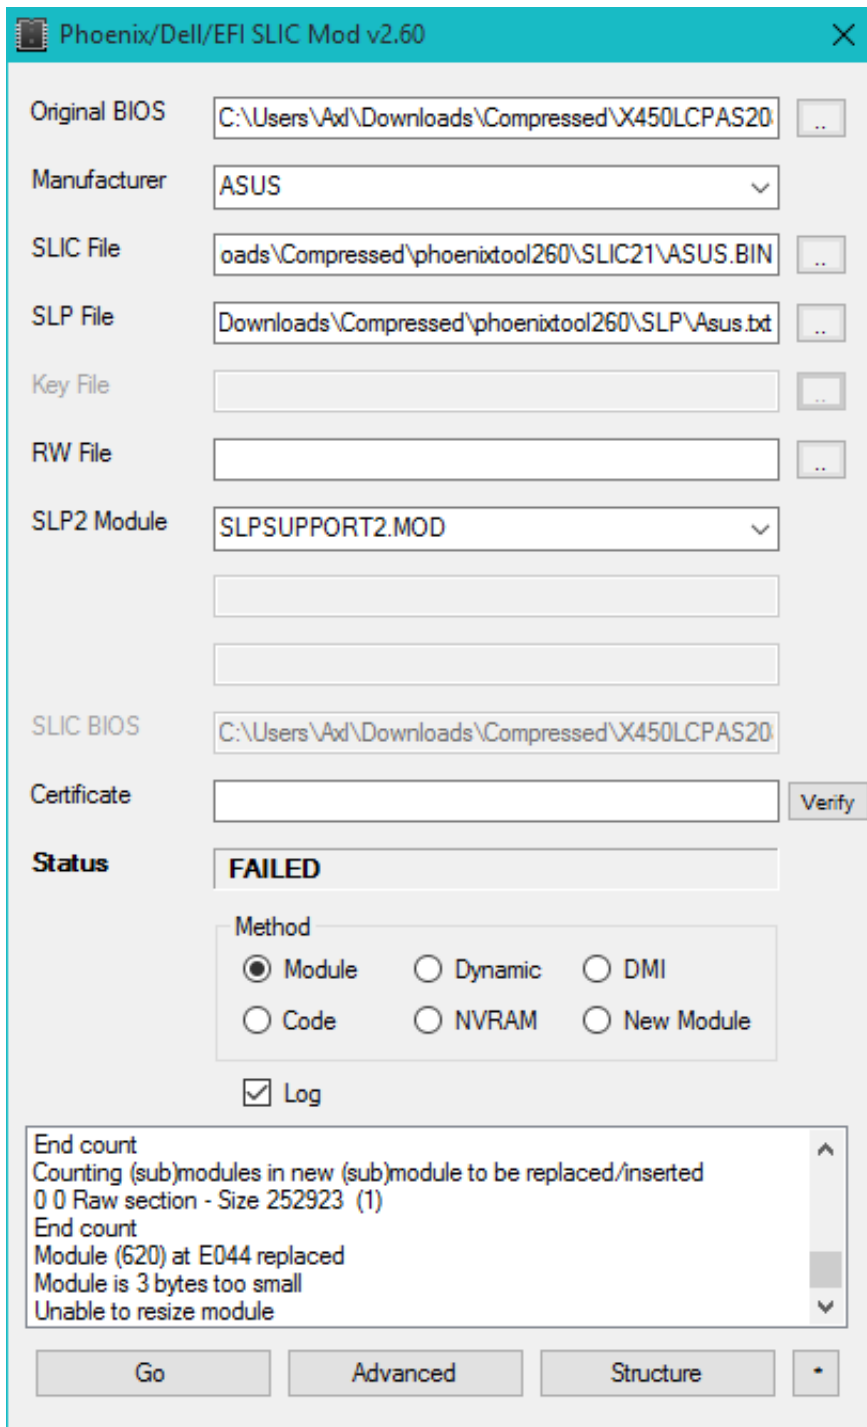 Phoenix/Dell/EFI SLIC Mod v2.60
Original BIOS C:\Users\Axl\Downloads\Compressed\X450LCPAS20 ..
Manufacturer ASUS
SLIC File oads\Compressed\phoenixtool260\SLIC21\ASUS.BIN ..
SLP File Downloads\Compressed\phoenixtool260\SLP\Asus.txt ..
Key File ..
RW File ..
SLP2 Module SLPSUPPORT2.MOD
SLIC BIOS C:\Users\Axl\Downloads\Compressed\X450LCPAS20
Certificate Verify
Status FAILED
Method
Module Dynamic DMI
Code NVRAM New Module
Log
End count
Counting (sub)modules in new (sub)module to be replaced/inserted
0 0 Raw section - Size 252923 (1)
End count
Module (620) at E044 replaced
Module is 3 bytes too small
Unable to resize module
Go Advanced Structure *